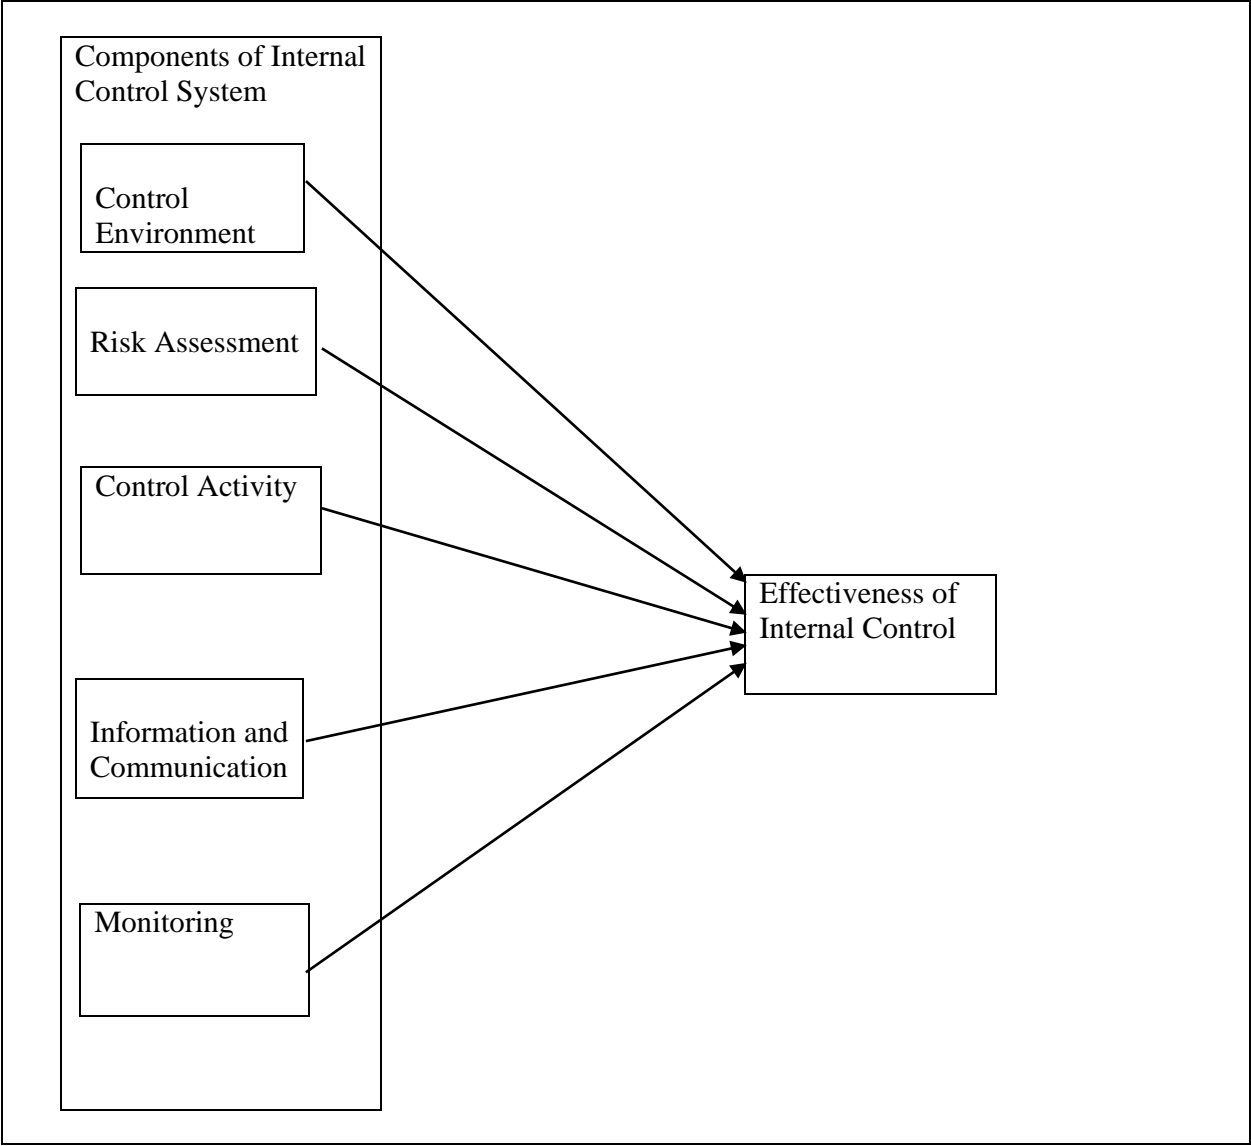 Components of Internal
Control System
Control
Environment
Risk Assessment
Control Activity
Effectiveness of
Internal Control
Information and
Communication
Monitoring